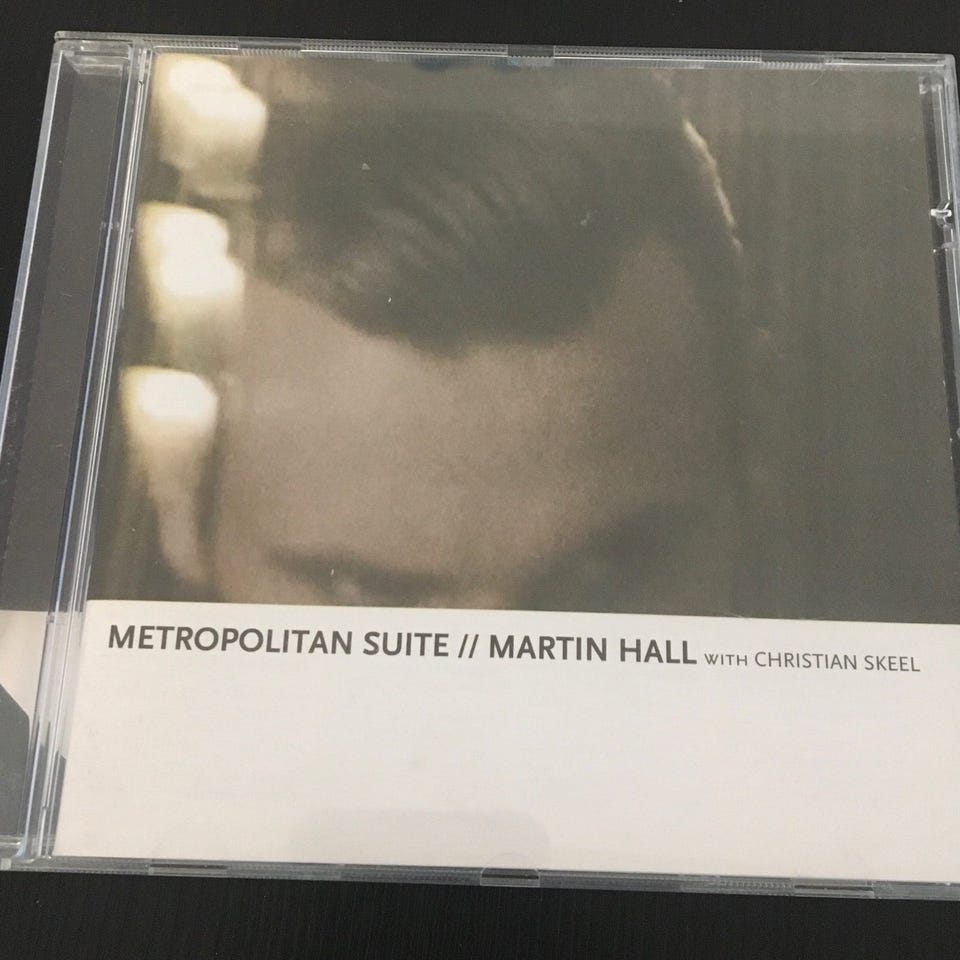 METROPOLITAN SUITE // MARTIN HALL WITH CHRISTIAN SKEEL